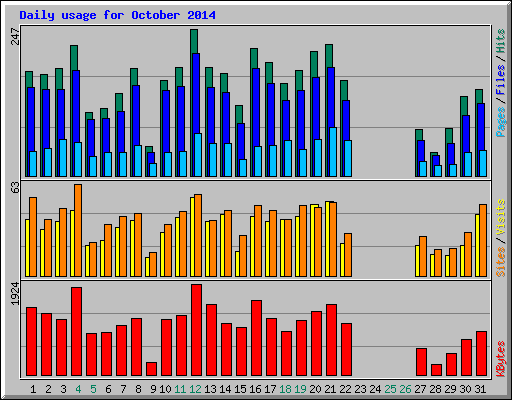 Daily usage for October 2014
247
Pages / Files / Hits
63
Sites / Visits
1924
KBytes
1 2 3 4 5 6 7 8 9 10 11 12 13 14 15 16 17 18 19 20 21 22 23 24 25 26 27 28 29 30 31